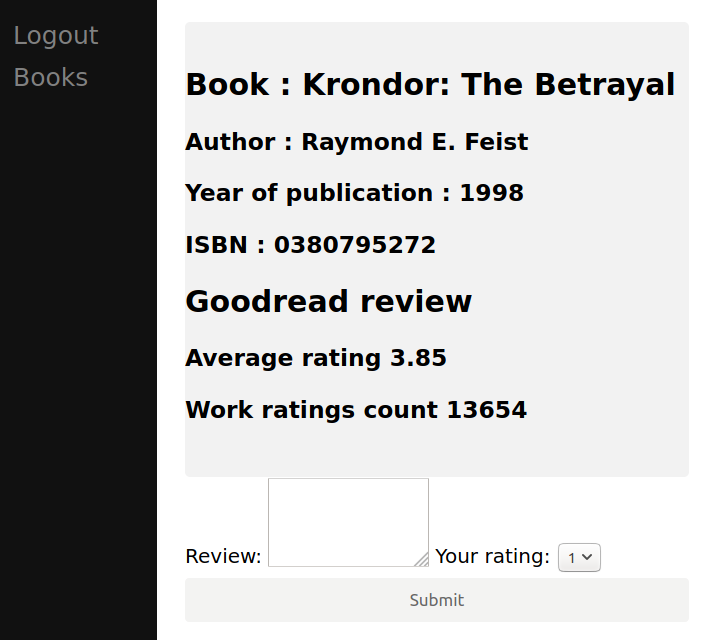 Logout
Books
Book : Krondor: The Betrayal
Author : Raymond E. Feist
Year of publication : 1998
ISBN : 0380795272
Goodread review
Average rating 3.85
Work ratings count 13654
Review: Your rating: 1
Submit